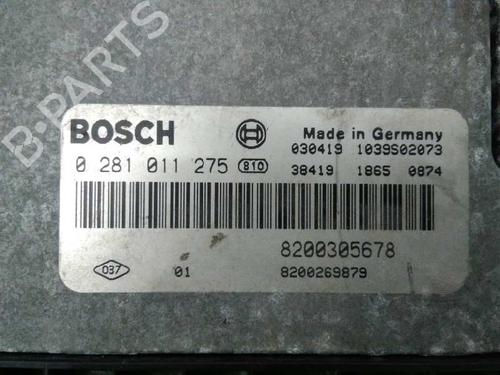 B-PARTS
BOSCH
Made in Germany
030419 1039S02073
0 281 011 275 810
38419 1865 0874
8200305678
037 01 8200269879